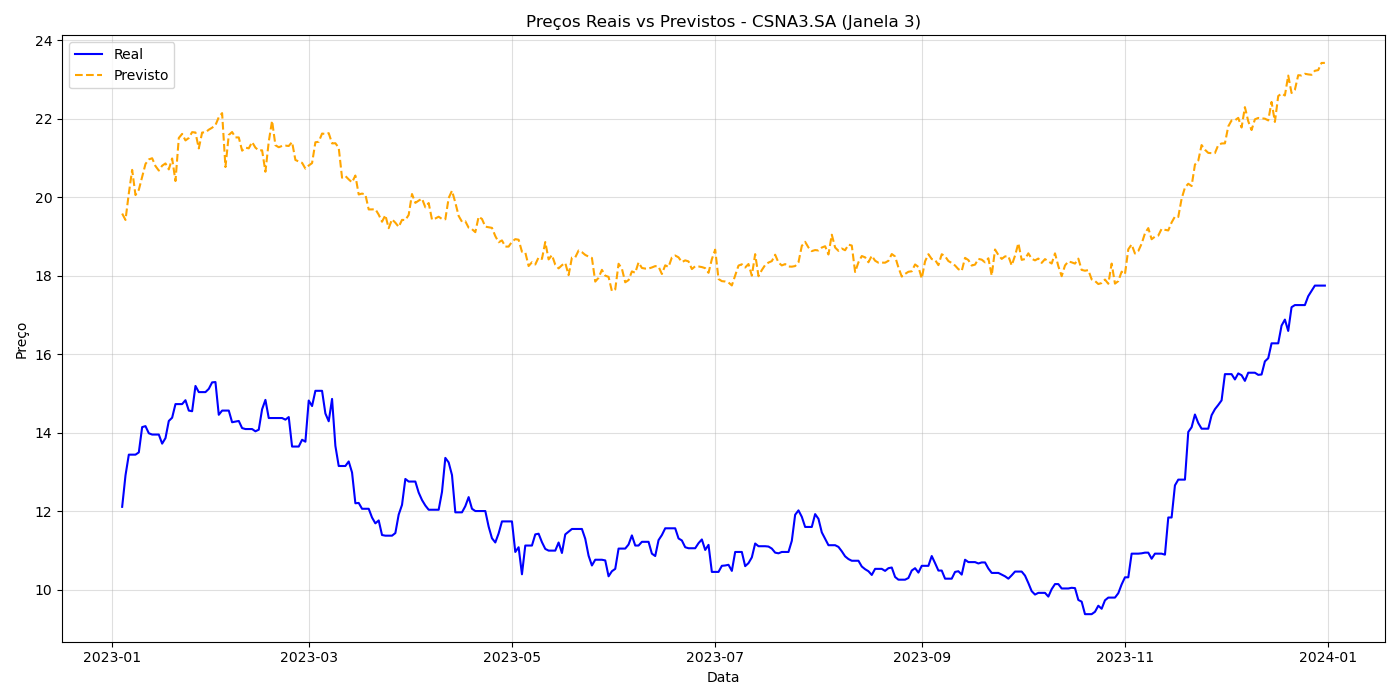 Preços Reais vs Previstos - CSNA3.SA (Janela 3)
Real
Previsto
Preço
24
22
20
18
16
14
12
10
2023-01 2023-03 2023-05 2023-07 2023-09 2023-11 2024-01
Data